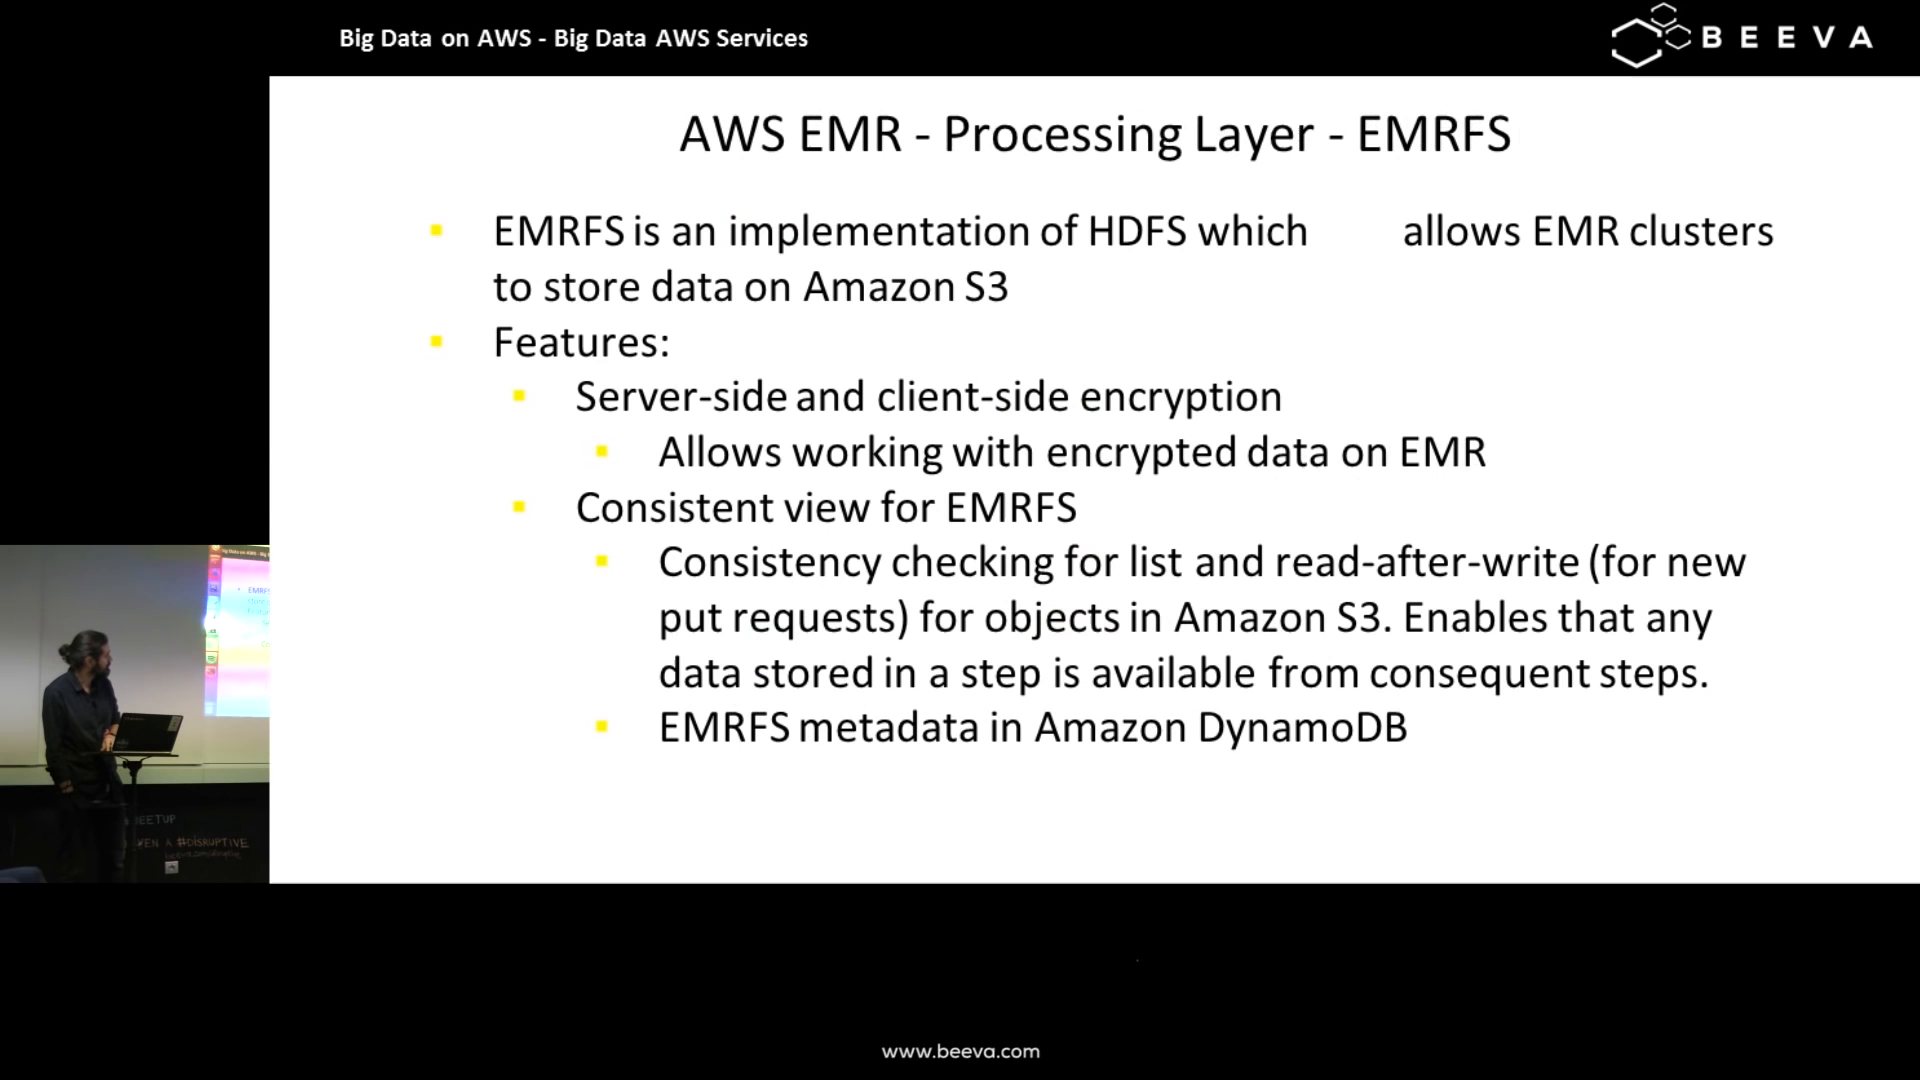 Big Data on AWS - Big Data AWS Services
BEEVA
AWS EMR - Processing Layer - EMRFS
EMRFS is an implementation of HDFS which allows EMR clusters
to store data on Amazon S3
Features:
Server-side and client-side encryption
Allows working with encrypted data on EMR
Consistent view for EMRFS
Consistency checking for list and read-after-write (for new
put requests) for objects in Amazon S3. Enables that any
data stored in a step is available from consequent steps.
EMRFS metadata in Amazon DynamoDB
#DISRUPTIVE
www.beeva.com